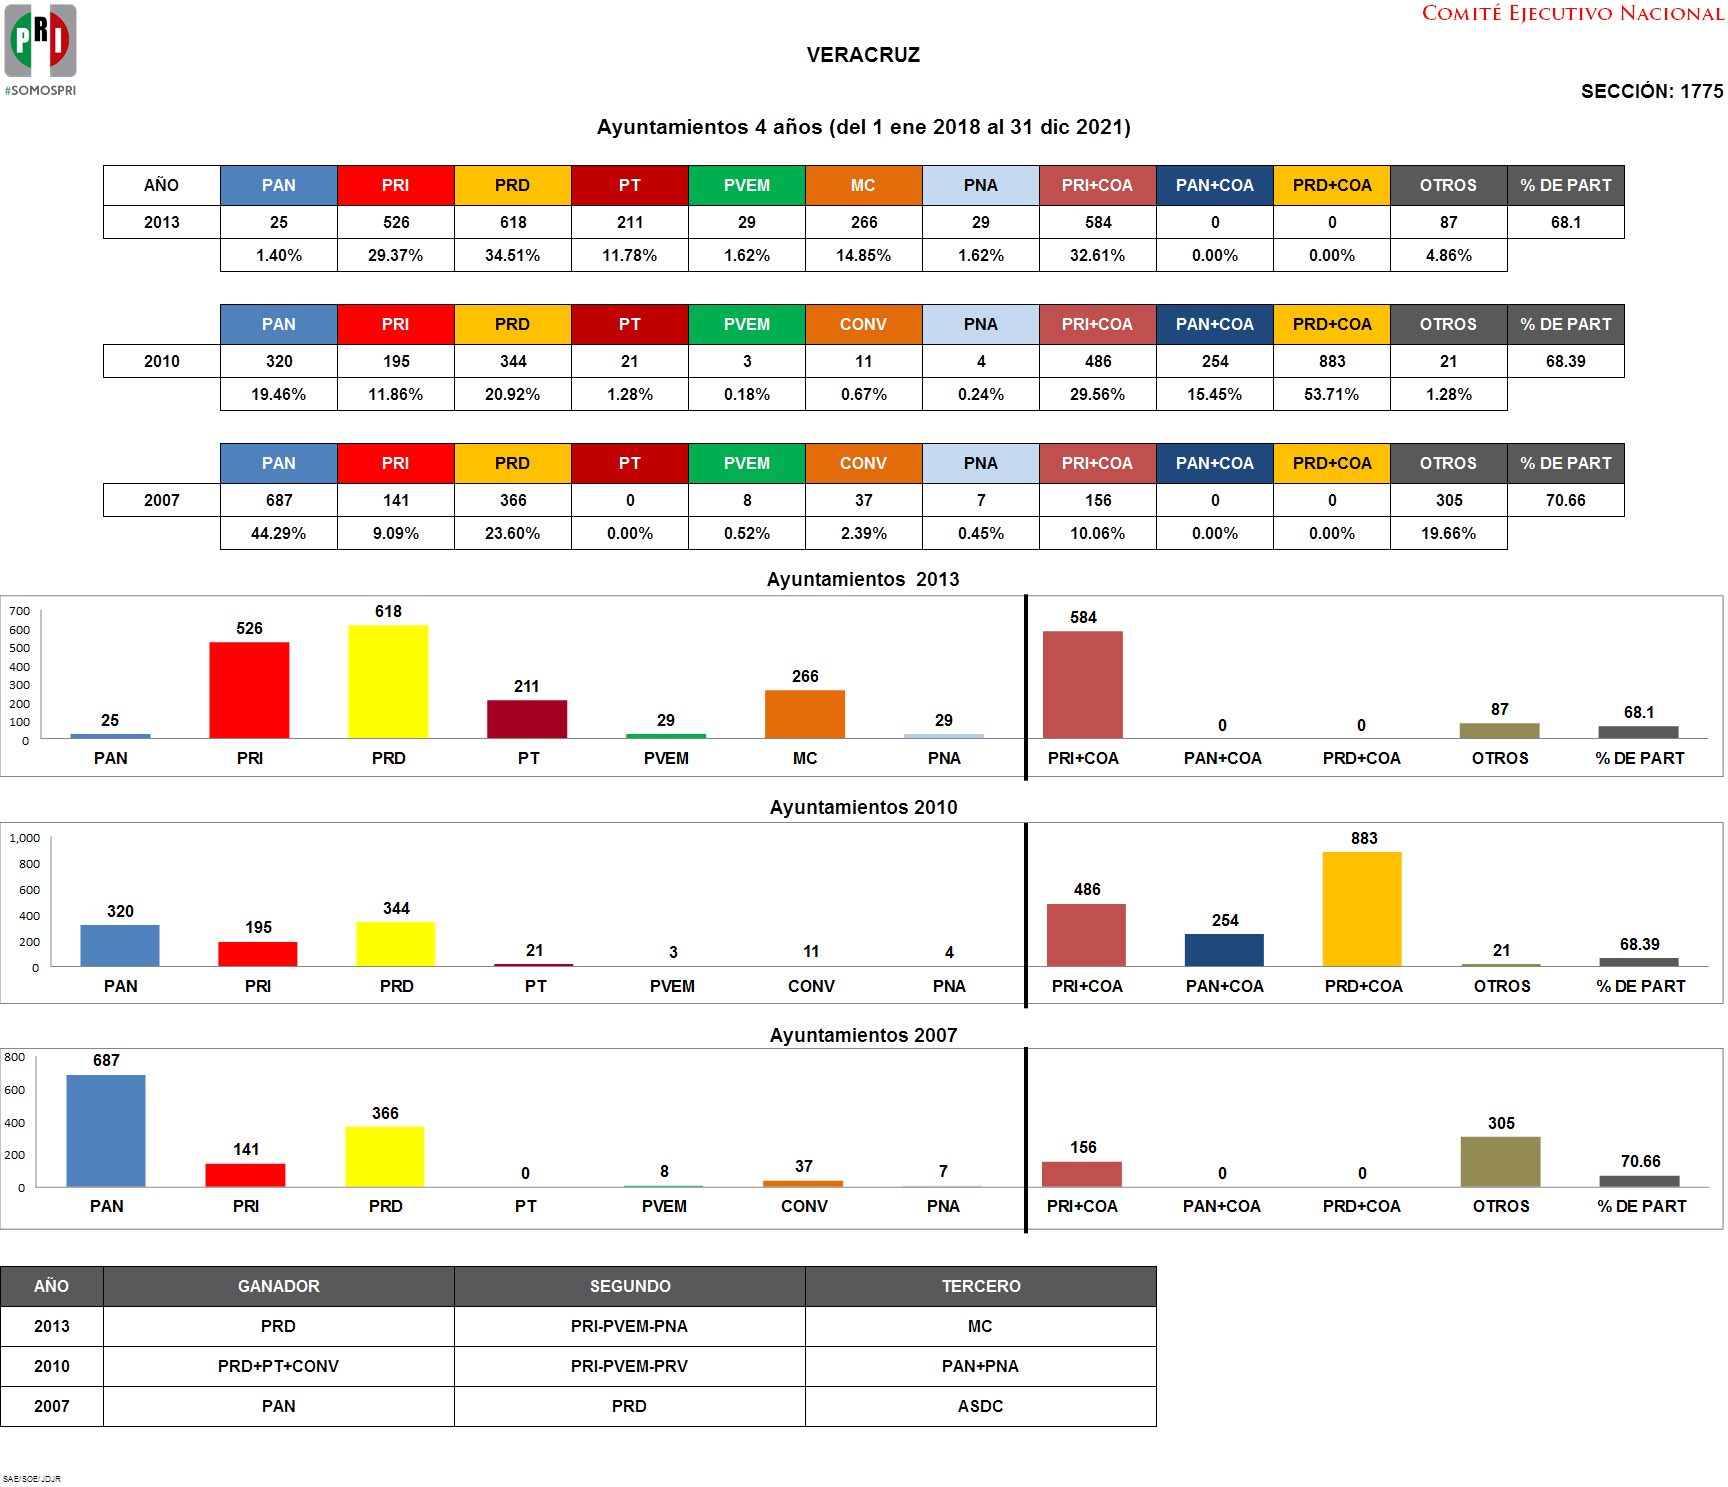 PRI
#SOMOSPRI
COMITÉ EJECUTIVO NACIONAL
VERACRUZ
SECCIÓN: 1775
Ayuntamientos 4 años (del 1 ene 2018 al 31 dic 2021)
AÑO PAN PRI PRD PT PVEM MC PNA PRI+COA PAN+COA PRD+COA OTROS % DE PART
2013 25 526 618 211 29 266 29 584 0 0 87 68.1
1.40% 29.37% 34.51% 11.78% 1.62% 14.85% 1.62% 32.61% 0.00% 0.00% 4.86%
PAN PRI PRD PT PVEM CONV PNA PRI+COA PAN+COA PRD+COA OTROS % DE PART
2010 320 195 344 21 3 11 4 486 254 883 21 68.39
19.46% 11.86% 20.92% 1.28% 0.18% 0.67% 0.24% 29.56% 15.45% 53.71% 1.28%
PAN PRI PRD PT PVEM CONV PNA PRI+COA PAN+COA PRD+COA OTROS % DE PART
2007 687 141 366 0 8 37 7 156 0 0 305 70.66
44.29% 9.09% 23.60% 0.00% 0.52% 2.39% 0.45% 10.06% 0.00% 0.00% 19.66%
Ayuntamientos 2013
700
600
500
400
300
200
100
0
25 526 618 211 29 266 29 584 0 0 87 68.1
PAN PRI PRD PT PVEM MC PNA PRI+COA PAN+COA PRD+COA OTROS % DE PART
Ayuntamientos 2010
1,000
800
600
400
200
0
320 195 344 21 3 11 4 486 254 883 21 68.39
PAN PRI PRD PT PVEM CONV PNA PRI+COA PAN+COA PRD+COA OTROS % DE PART
Ayuntamientos 2007
800
600
400
200
0
687 141 366 0 8 37 7 156 0 0 305 70.66
PAN PRI PRD PT PVEM CONV PNA PRI+COA PAN+COA PRD+COA OTROS % DE PART
AÑO GANADOR SEGUNDO TERCERO
2013 PRD PRI-PVEM-PNA MC
2010 PRD+PT+CONV PRI-PVEM-PRV PAN+PNA
2007 PAN PRD ASDC
SAE/SOE/JDJR